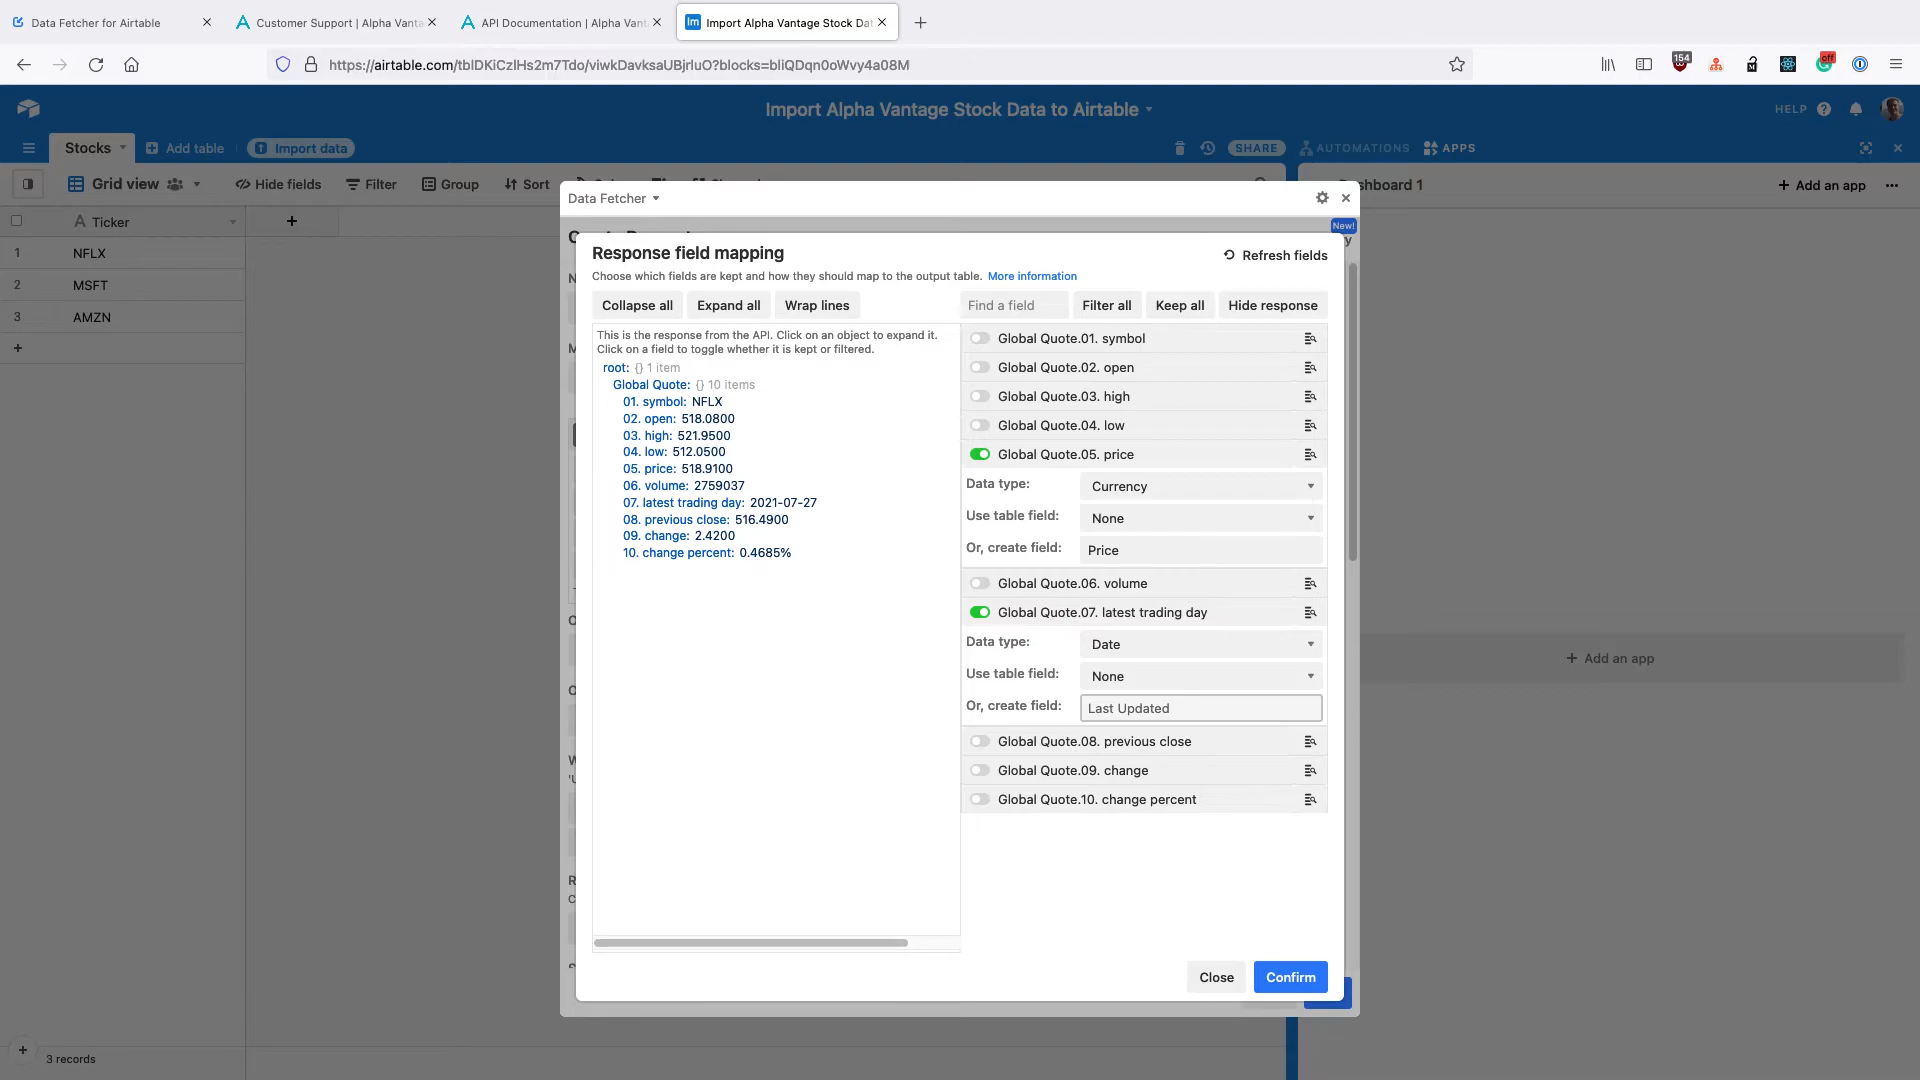 Data Fetcher for Airtable
Customer Support | Alpha Vanta
API Documentation | Alpha Vant
Import Alpha Vantage Stock Dat
https://airtable.com/tblDKiCzlHs2m7Tdo/viwkDavksaUBjrluO?blocks=bliQDqn0oWvy4a08M
154
off
Import Alpha Vantage Stock Data to Airtable
HELP
Stocks
Add table
Import data
SHARE
AUTOMATIONS
APPS
Grid view
Hide fields
Filter
Group
Sort
shboard 1
Add an app
Ticker
1 NFLX
2 MSFT
3 AMZN
3 records
Data Fetcher
New!
Response field mapping
Refresh fields
Choose which fields are kept and how they should map to the output table. More information
Collapse all
Expand all
Wrap lines
Find a field
Filter all
Keep all
Hide response
This is the response from the API. Click on an object to expand it.
Click on a field to toggle whether it is kept or filtered.
root: {} 1 item
Global Quote: {} 10 items
01. symbol: NFLX
02. open: 518.0800
03. high: 521.9500
04. low: 512.0500
05. price: 518.9100
06. volume: 2759037
07. latest trading day: 2021-07-27
08. previous close: 516.4900
09. change: 2.4200
10. change percent: 0.4685%
Global Quote.01. symbol
Global Quote.02. open
Global Quote.03. high
Global Quote.04. low
Global Quote.05. price
Data type: Currency
Use table field: None
Or, create field: Price
Global Quote.06. volume
Global Quote.07. latest trading day
Data type: Date
Use table field: None
Or, create field: Last Updated
Global Quote.08. previous close
Global Quote.09. change
Global Quote.10. change percent
Close
Confirm
Add an app